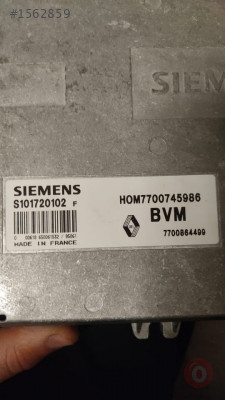 #1562859
SIEMENS
SIEMENS
S101720102 F
HOM7700745986
BVM
7700864499
MADE IN FRANCE